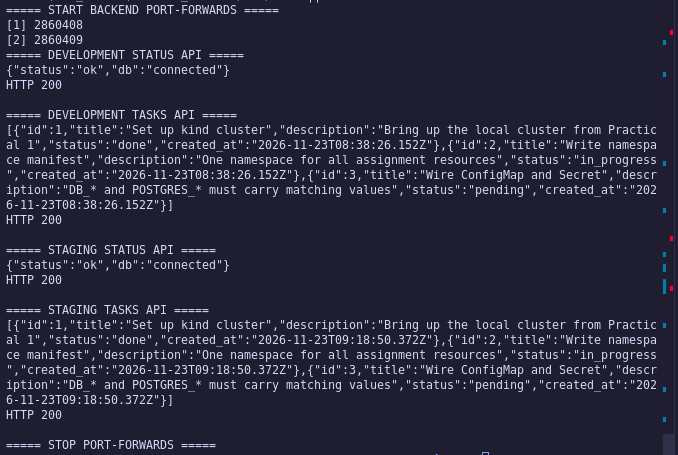 ===== START BACKEND PORT-FORWARDS =====
[1] 2860408
[2] 2860409
===== DEVELOPMENT STATUS API =====
{"status":"ok","db":"connected"}
HTTP 200
===== DEVELOPMENT TASKS API =====
[{"id":1,"title":"Set up kind cluster","description":"Bring up the local cluster from Practic
al 1","status":"done","created_at":"2026-11-23T08:38:26.152Z"},{"id":2,"title":"Write namespa
ce manifest","description":"One namespace for all assignment resources","status":"in_progress
","created_at":"2026-11-23T08:38:26.152Z"},{"id":3,"title":"Wire ConfigMap and Secret","descr
iption":"DB_* and POSTGRES_* must carry matching values","status":"pending","created_at":"202
6-11-23T08:38:26.152Z"}]
HTTP 200
===== STAGING STATUS API =====
{"status":"ok","db":"connected"}
HTTP 200
===== STAGING TASKS API =====
[{"id":1,"title":"Set up kind cluster","description":"Bring up the local cluster from Practic
al 1","status":"done","created_at":"2026-11-23T09:18:50.372Z"},{"id":2,"title":"Write namespa
ce manifest","description":"One namespace for all assignment resources","status":"in_progress
","created_at":"2026-11-23T09:18:50.372Z"},{"id":3,"title":"Wire ConfigMap and Secret","descr
iption":"DB_* and POSTGRES_* must carry matching values","status":"pending","created_at":"202
6-11-23T09:18:50.372Z"}]
HTTP 200
===== STOP PORT-FORWARDS =====